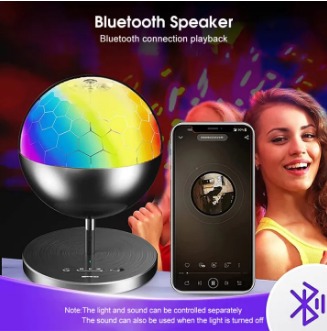 Bluetooth Speaker
Bluetooth connection playback
Note:The light and sound can be controlled separately
The sound can also be used when the light is turned off